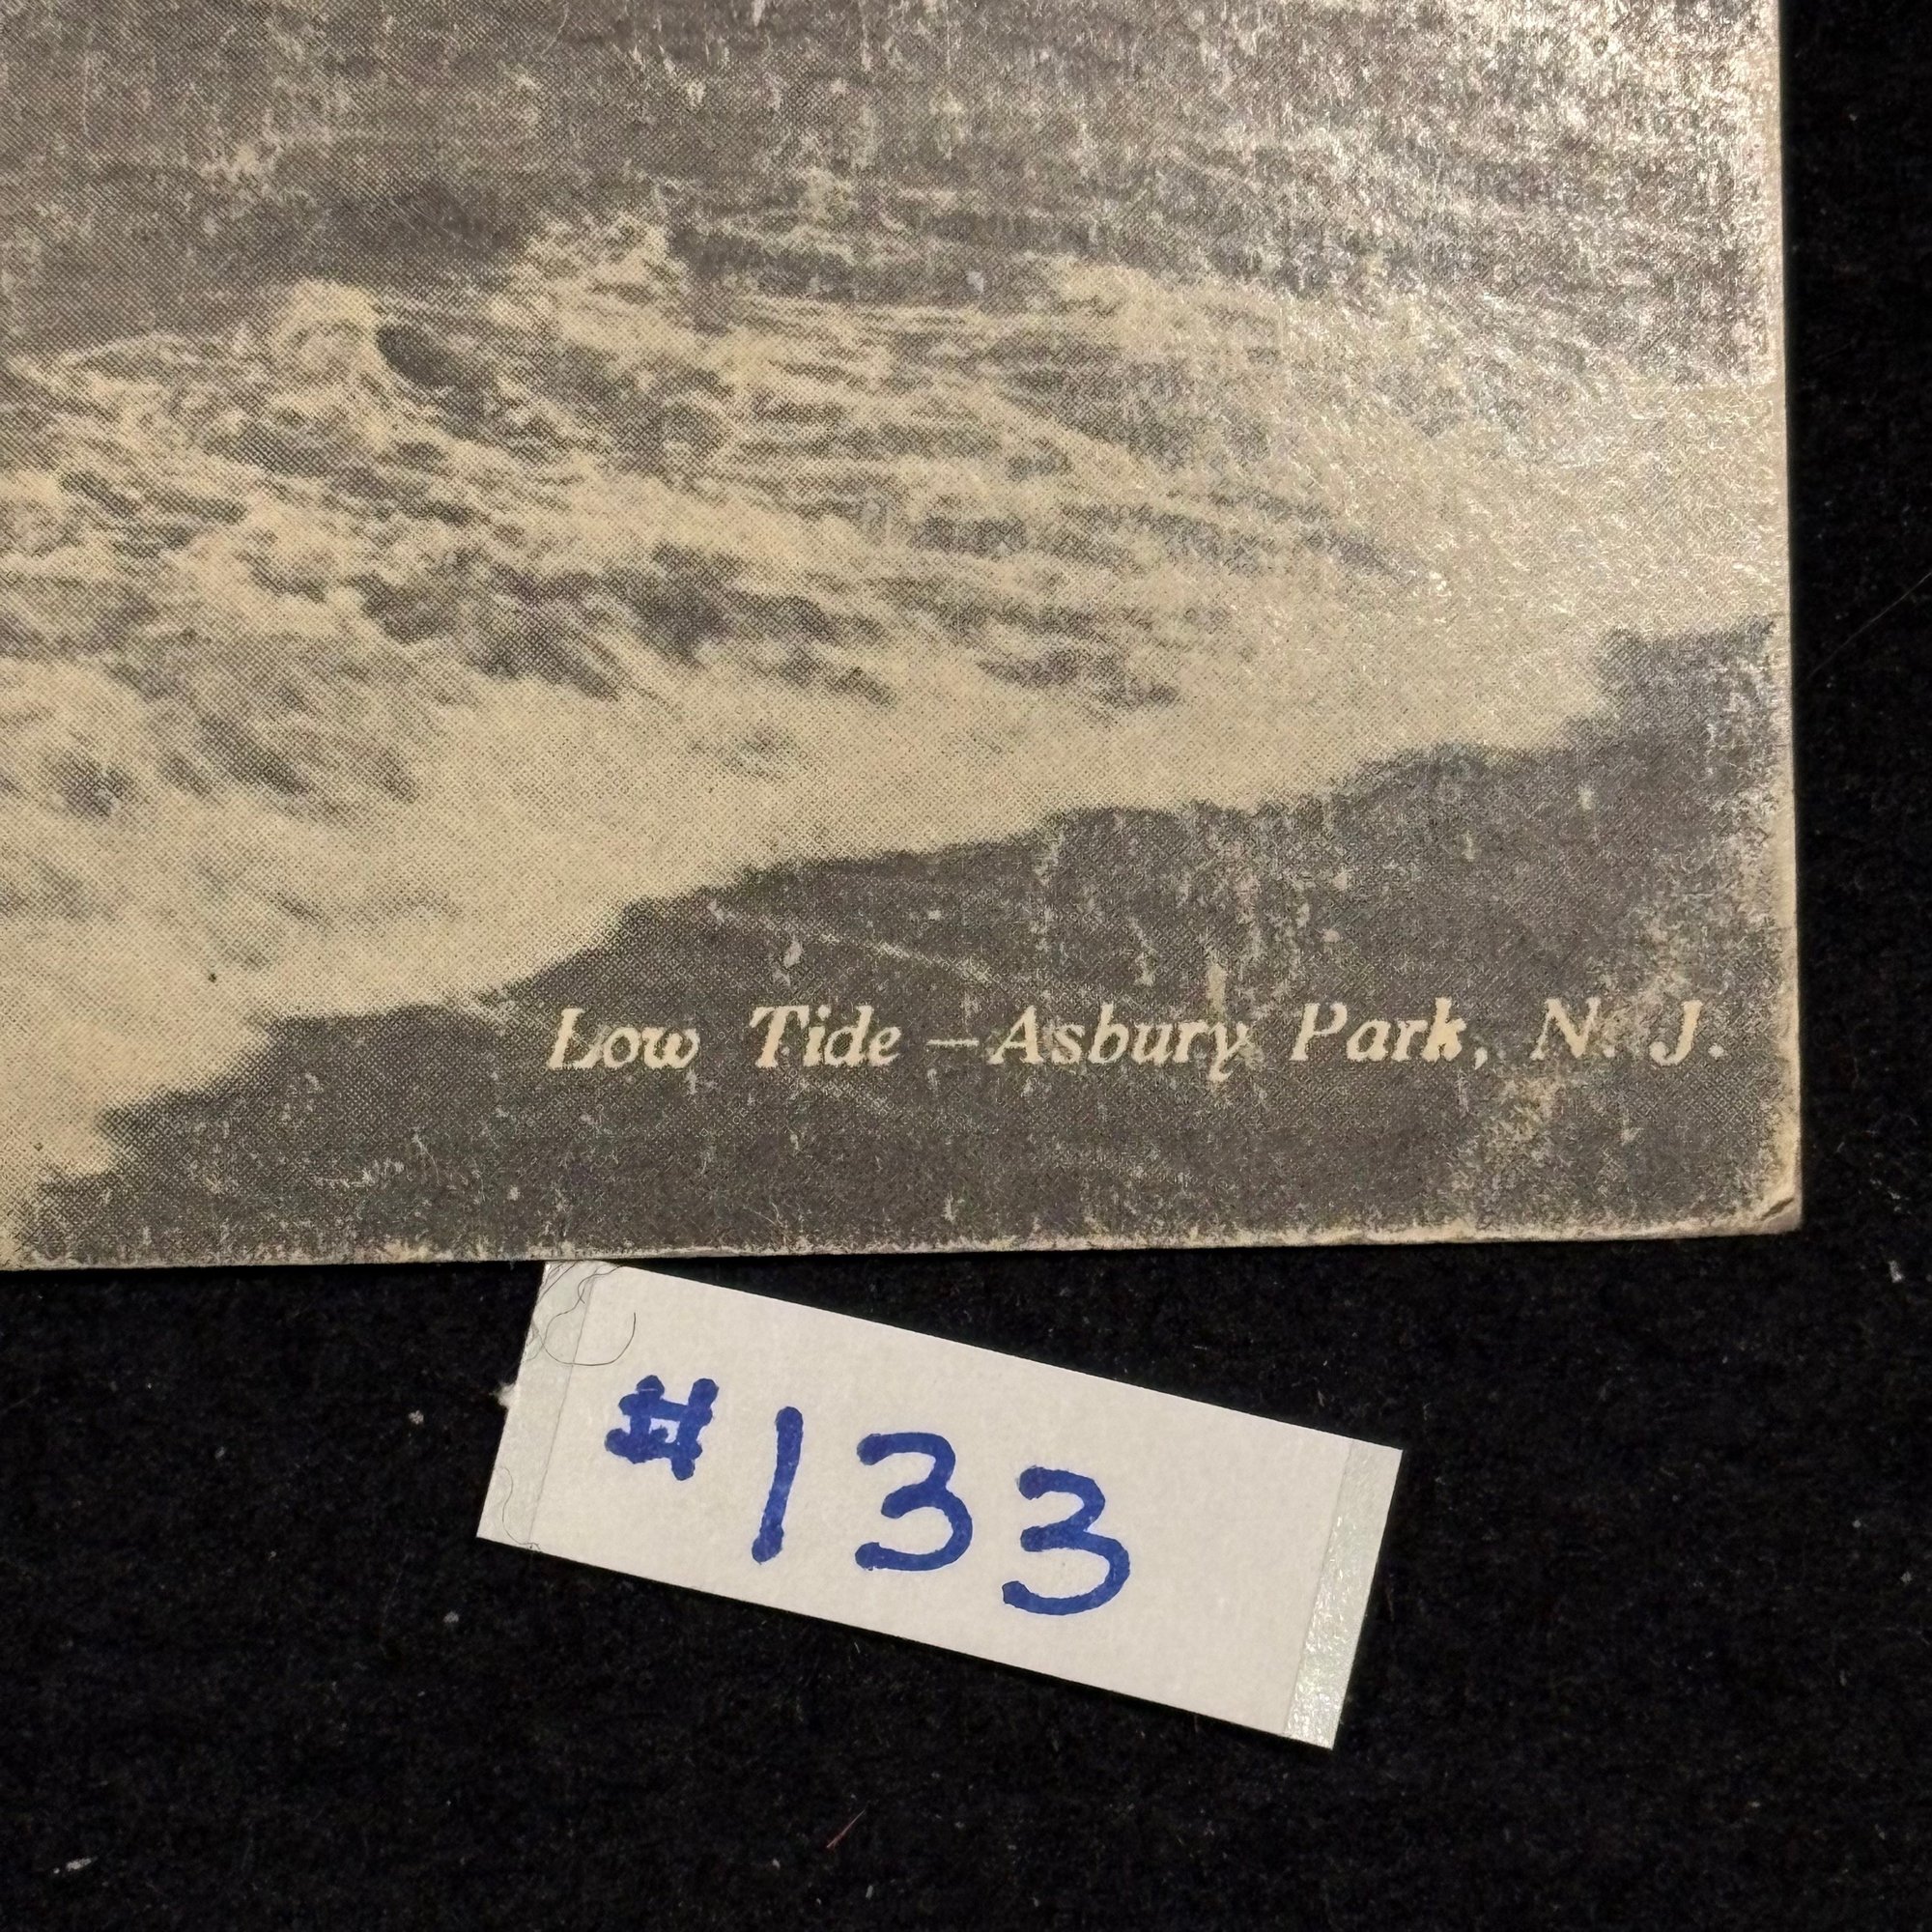 Low Tide — Asbury Park, N. J.
#133